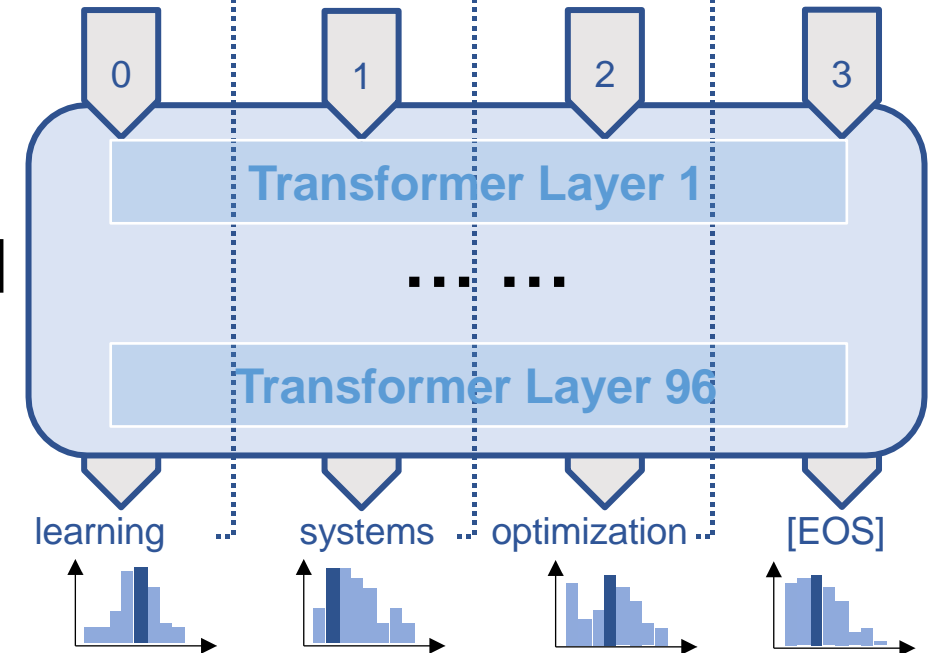 0 1 2 3
Transformer Layer 1
... ...
Transformer Layer 96
learning systems optimization [EOS]